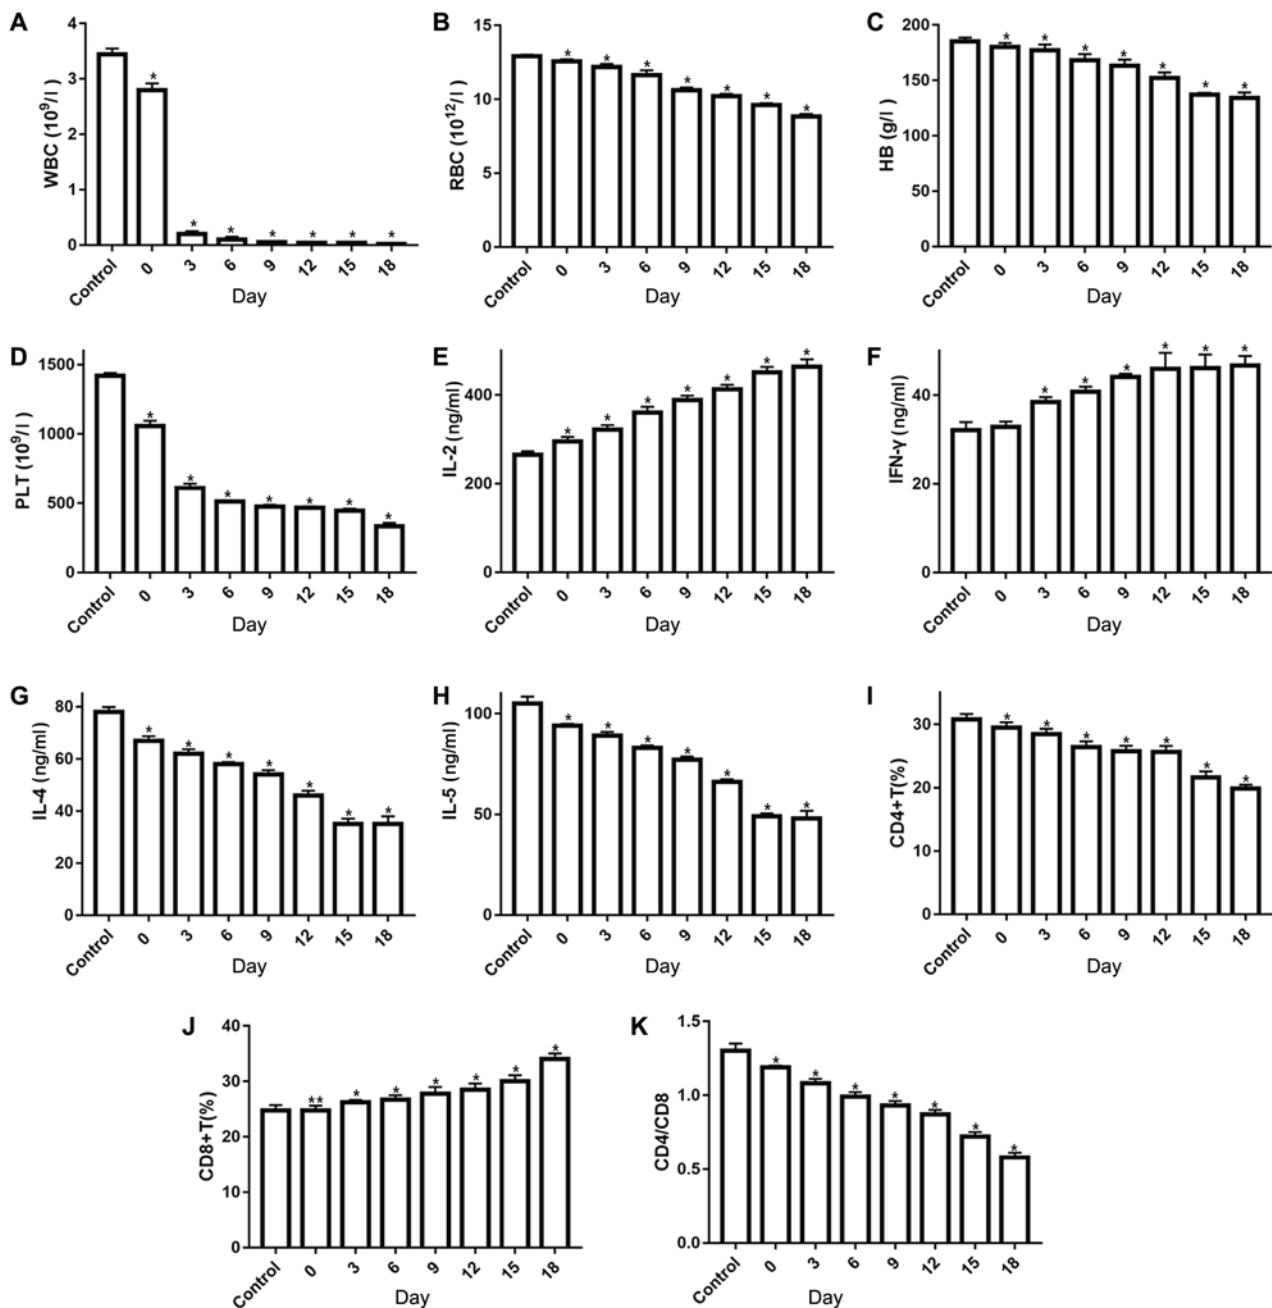 A
WBC (10⁹/l)
4
3
2
1
0
* * * * * * *
Control 0 3 6 9 12 15 18
Day
B
RBC (10¹²/l)
15
10
5
0
* * * * * * *
Control 0 3 6 9 12 15 18
Day
C
HB (g/l)
200
150
100
50
0
* * * * * * *
Control 0 3 6 9 12 15 18
Day
D
PLT (10⁹/l)
1500
1000
500
0
* * * * * * *
Control 0 3 6 9 12 15 18
Day
E
IL-2 (ng/ml)
400
200
0
* * * * * * *
Control 0 3 6 9 12 15 18
Day
F
IFN-γ (ng/ml)
40
20
0
* * * * * *
Control 0 3 6 9 12 15 18
Day
G
IL-4 (ng/ml)
80
60
40
20
0
* * * * * * *
Control 0 3 6 9 12 15 18
Day
H
IL-5 (ng/ml)
100
50
0
* * * * * * *
Control 0 3 6 9 12 15 18
Day
I
CD4+T(%)
30
20
10
0
* * * * * * *
Control 0 3 6 9 12 15 18
Day
J
CD8+T(%)
40
30
20
10
0
** * * * * * *
Control 0 3 6 9 12 15 18
Day
K
CD4/CD8
1.5
1.0
0.5
0.0
* * * * * * *
Control 0 3 6 9 12 15 18
Day